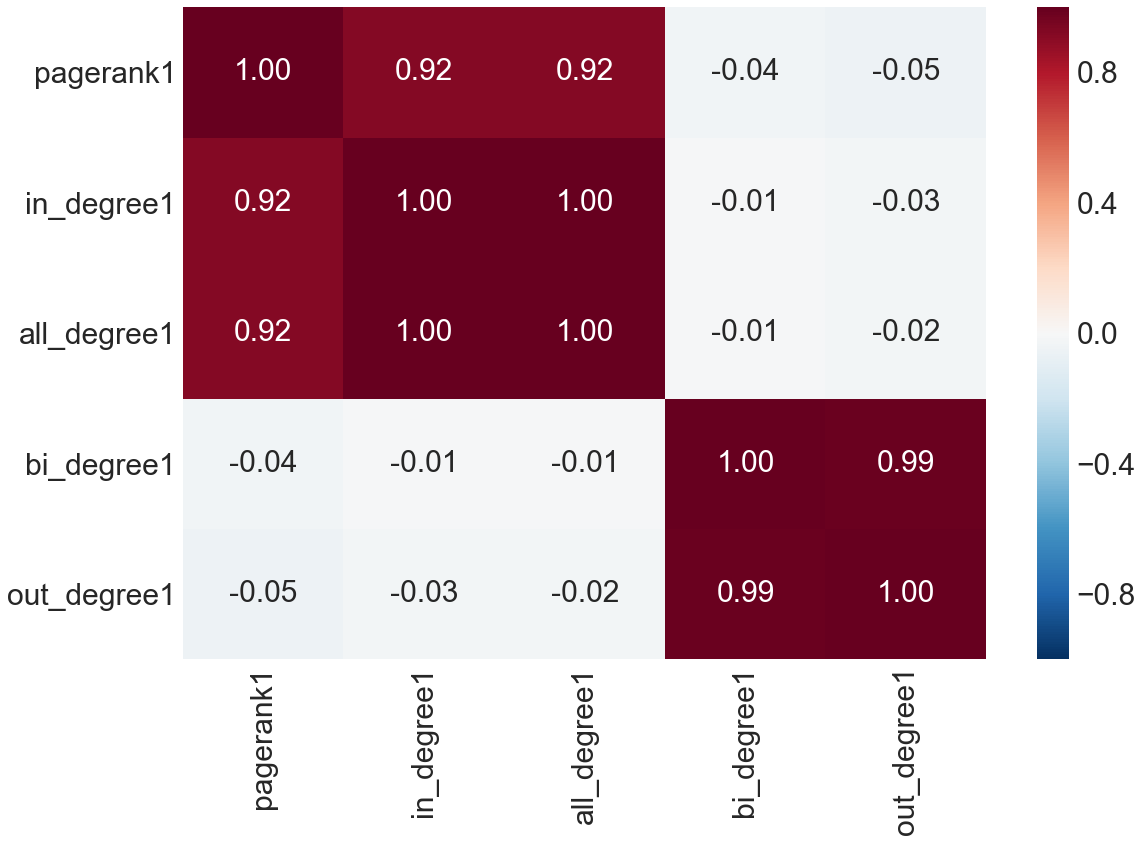 pagerank1 1.00 0.92 0.92 -0.04 -0.05
in_degree1 0.92 1.00 1.00 -0.01 -0.03
all_degree1 0.92 1.00 1.00 -0.01 -0.02
bi_degree1 -0.04 -0.01 -0.01 1.00 0.99
out_degree1 -0.05 -0.03 -0.02 0.99 1.00
pagerank1 in_degree1 all_degree1 bi_degree1 out_degree1
0.8
0.4
0.0
−0.4
−0.8